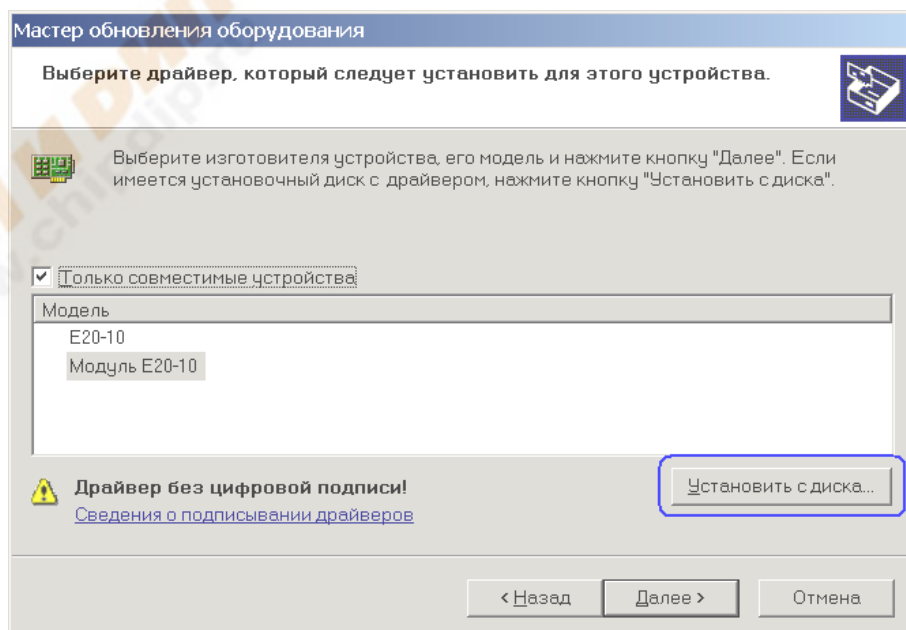 Мастер обновления оборудования
Выберите драйвер, который следует установить для этого устройства.
Выберите изготовителя устройства, его модель и нажмите кнопку "Далее". Если
имеется установочный диск с драйвером, нажмите кнопку "Установить с диска".
Только совместимые устройства
Модель
E20-10
Модуль E20-10
Драйвер без цифровой подписи!
Установить с диска...
Сведения о подписывании драйверов
< Назад
Далее >
Отмена